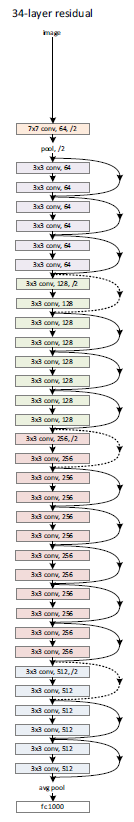 34-layer residual
image
7x7 conv, 64, /2
pool, /2
3x3 conv, 64
3x3 conv, 64
3x3 conv, 64
3x3 conv, 64
3x3 conv, 64
3x3 conv, 64
3x3 conv, 128, /2
3x3 conv, 128
3x3 conv, 128
3x3 conv, 128
3x3 conv, 128
3x3 conv, 128
3x3 conv, 128
3x3 conv, 128
3x3 conv, 256, /2
3x3 conv, 256
3x3 conv, 256
3x3 conv, 256
3x3 conv, 256
3x3 conv, 256
3x3 conv, 256
3x3 conv, 256
3x3 conv, 256
3x3 conv, 256
3x3 conv, 256
3x3 conv, 256
3x3 conv, 512, /2
3x3 conv, 512
3x3 conv, 512
3x3 conv, 512
3x3 conv, 512
3x3 conv, 512
avg pool
fc 1000